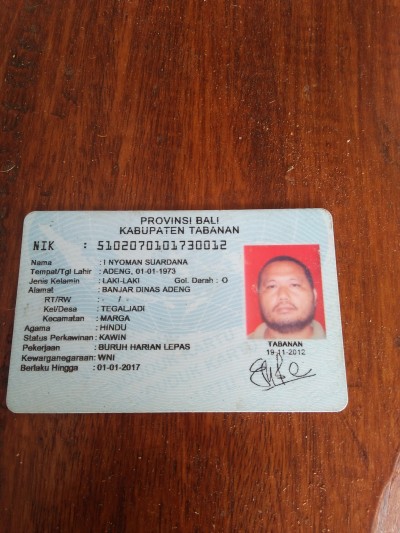 PROVINSI BALI
KABUPATEN TABANAN
NIK : 5102070101730012
Nama : I NYOMAN SUARDANA
Tempat/Tgl Lahir : ADENG, 01-01-1973
Jenis Kelamin : LAKI-LAKI Gol. Darah : O
Alamat : BANJAR DINAS ADENG
RT/RW : - / -
Kel/Desa : TEGALJADI
Kecamatan : MARGA
Agama : HINDU
Status Perkawinan : KAWIN
Pekerjaan : BURUH HARIAN LEPAS
Kewarganegaraan : WNI
Berlaku Hingga : 01-01-2017
TABANAN
19-11-2012